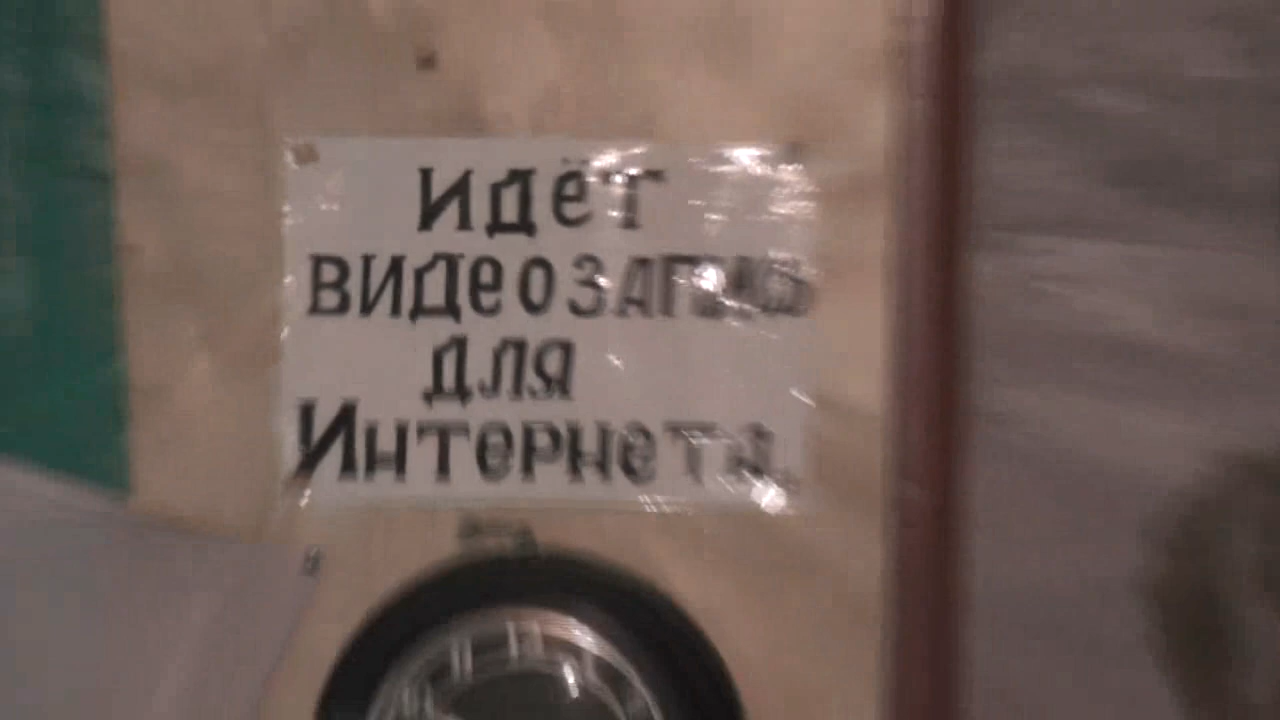 идёт
видеозапись
для
Интернета